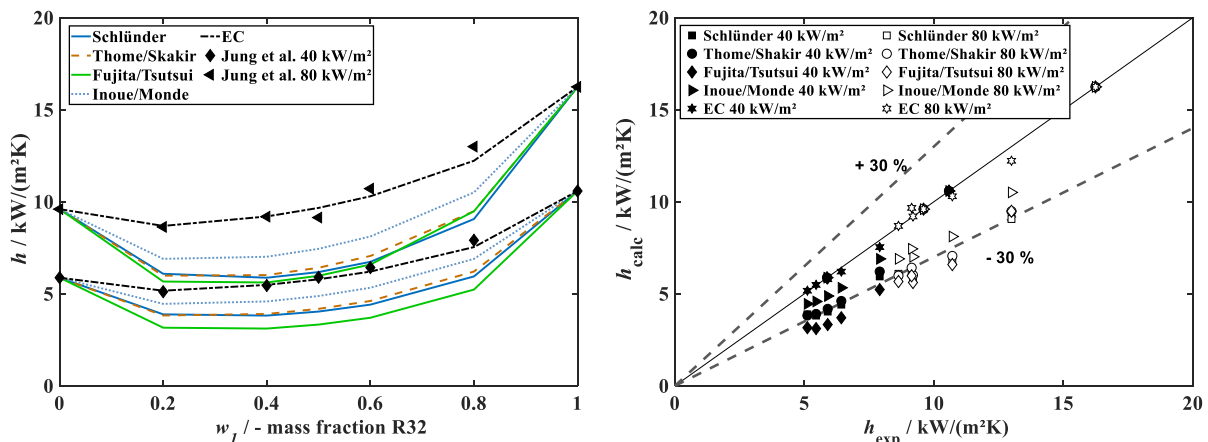 20
15
10
5
0
h / kW/(m²K)
Schlünder
Thome/Skakir
Fujita/Tsutsui
Inoue/Monde
EC
Jung et al. 40 kW/m²
Jung et al. 80 kW/m²
0 0.2 0.4 0.6 0.8 1
w1 / - mass fraction R32
20
15
10
5
0
hcalc / kW/(m²K)
Schlünder 40 kW/m² Schlünder 80 kW/m²
Thome/Shakir 40 kW/m² Thome/Shakir 80 kW/m²
Fujita/Tsutsui 40 kW/m² Fujita/Tsutsui 80 kW/m²
Inoue/Monde 40 kW/m² Inoue/Monde 80 kW/m²
EC 40 kW/m² EC 80 kW/m²
+ 30 %
- 30 %
0 5 10 15 20
hexp / kW/(m²K)